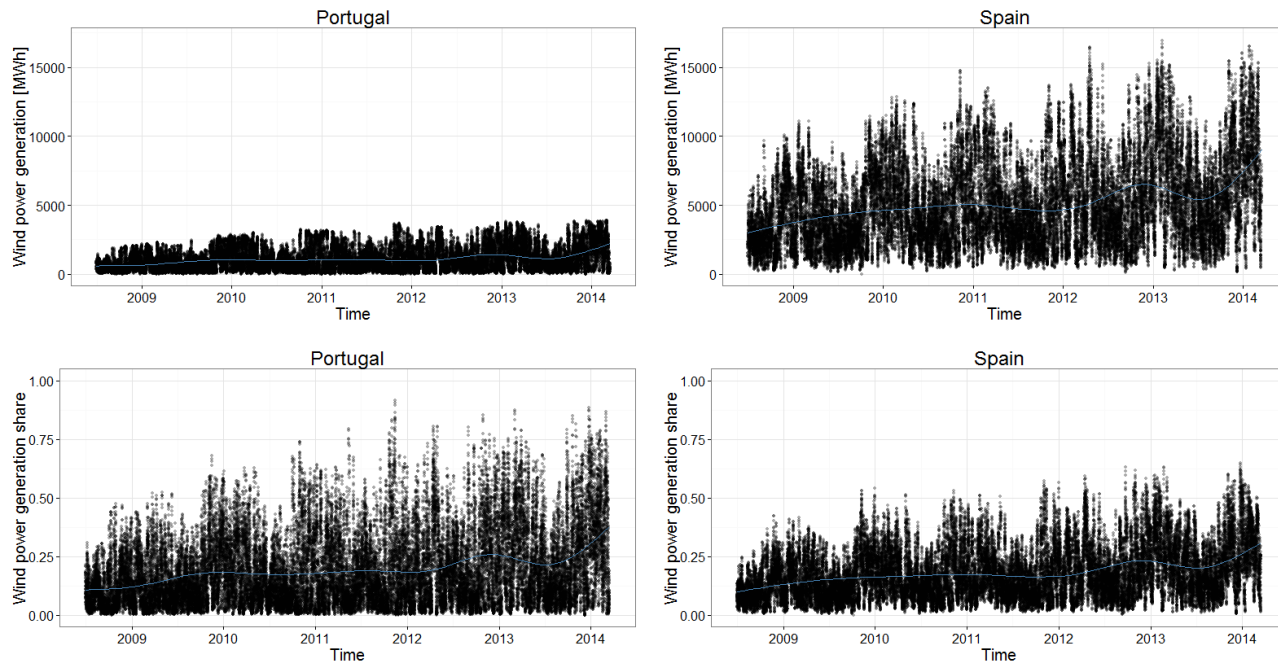 Portugal
Wind power generation [MWh]
15000
10000
5000
0
2009 2010 2011 2012 2013 2014
Time
Spain
Wind power generation [MWh]
15000
10000
5000
0
2009 2010 2011 2012 2013 2014
Time
Portugal
Wind power generation share
1.00
0.75
0.50
0.25
0.00
2009 2010 2011 2012 2013 2014
Time
Spain
Wind power generation share
1.00
0.75
0.50
0.25
0.00
2009 2010 2011 2012 2013 2014
Time